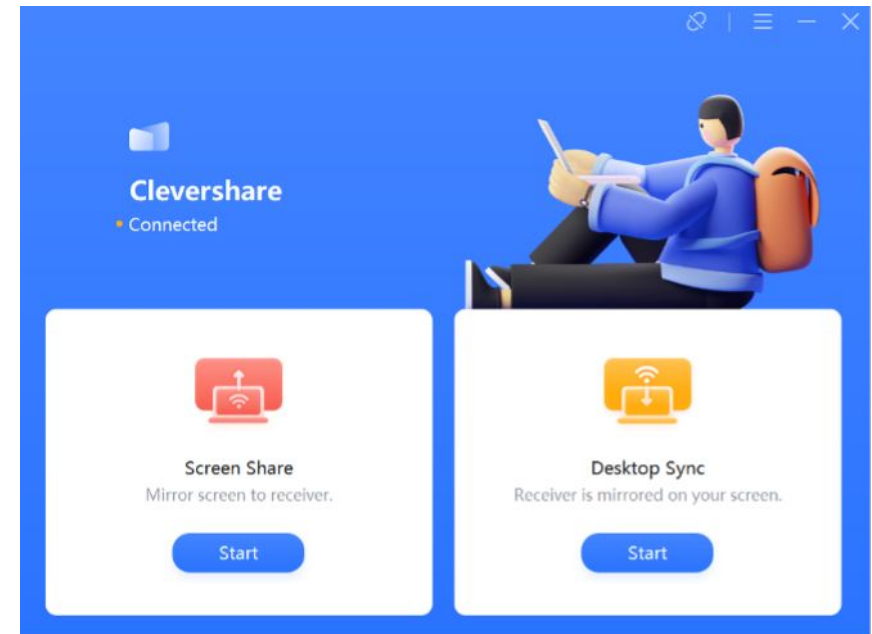 Clevershare
Connected
Screen Share
Mirror screen to receiver.
Start
Desktop Sync
Receiver is mirrored on your screen.
Start